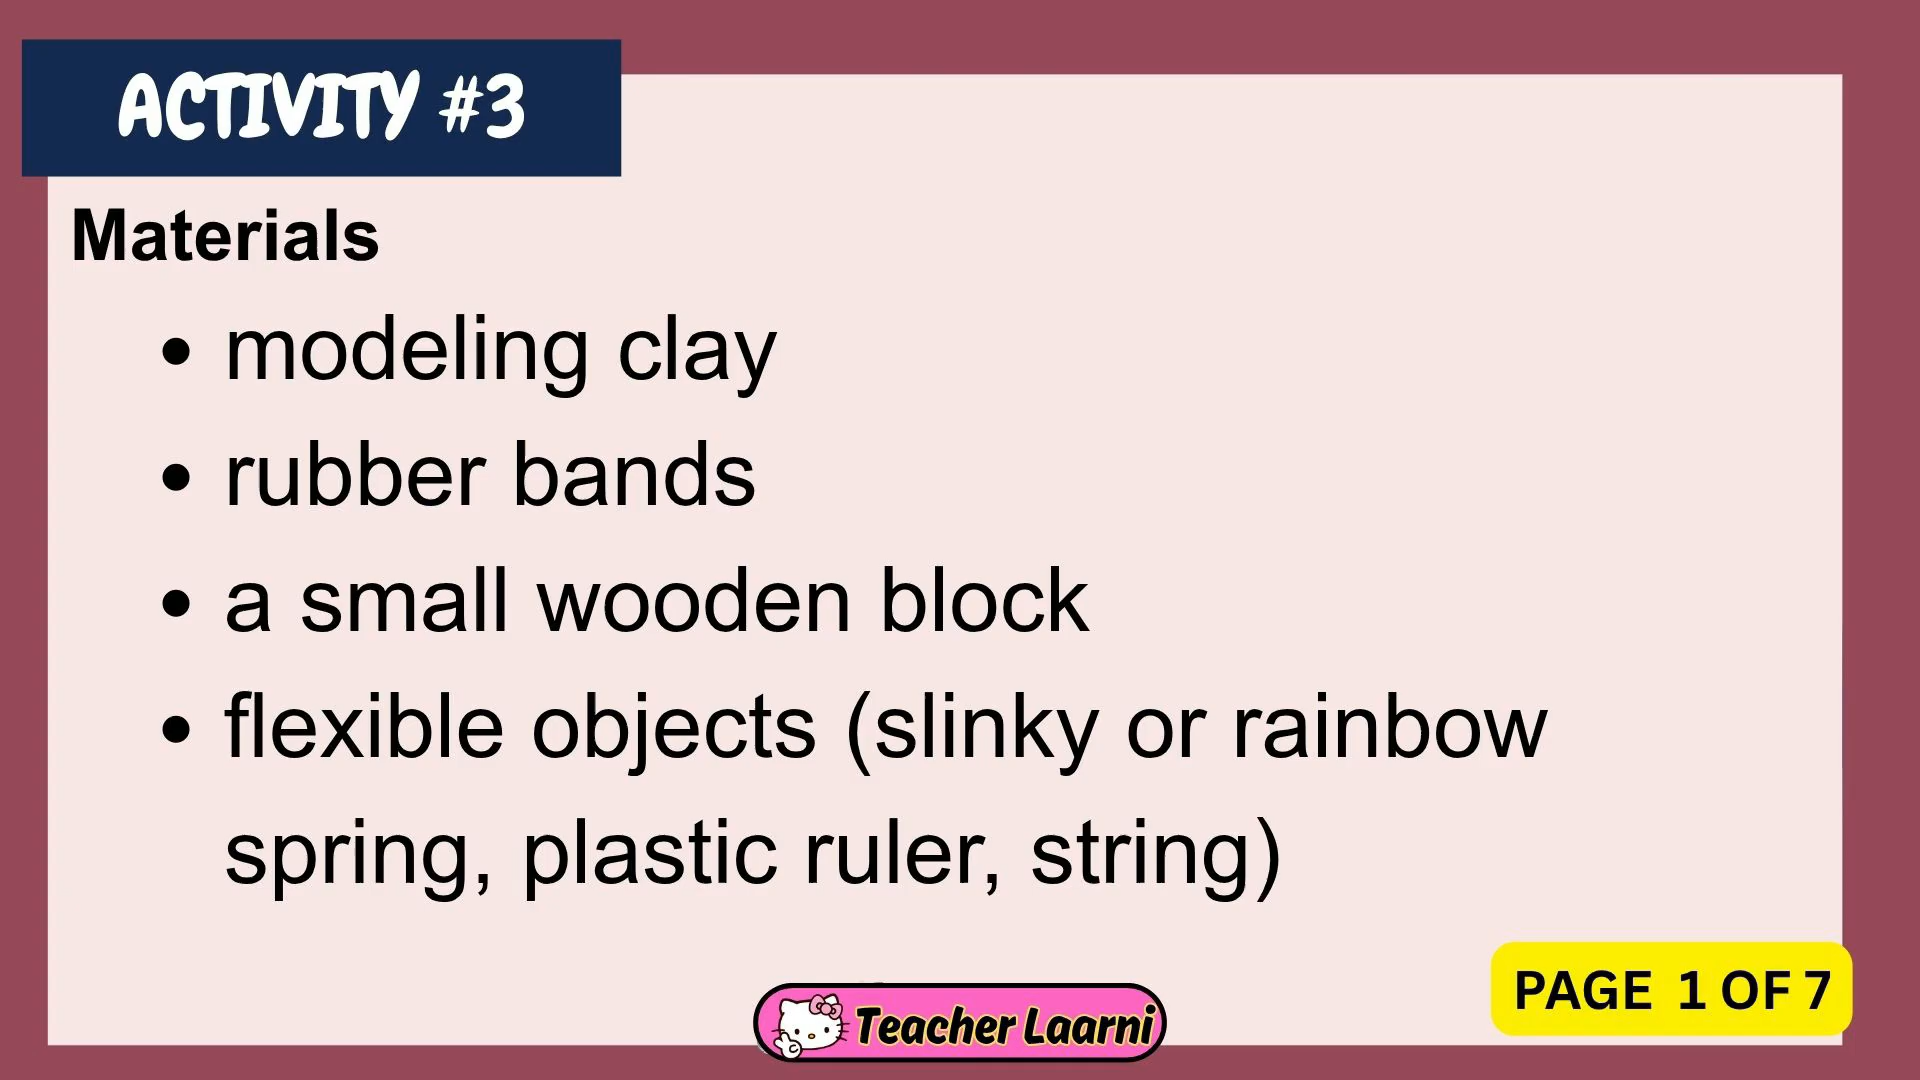 ACTIVITY #3
Materials
• modeling clay
• rubber bands
• a small wooden block
• flexible objects (slinky or rainbow
spring, plastic ruler, string)
PAGE 1 OF 7
Teacher Laarni